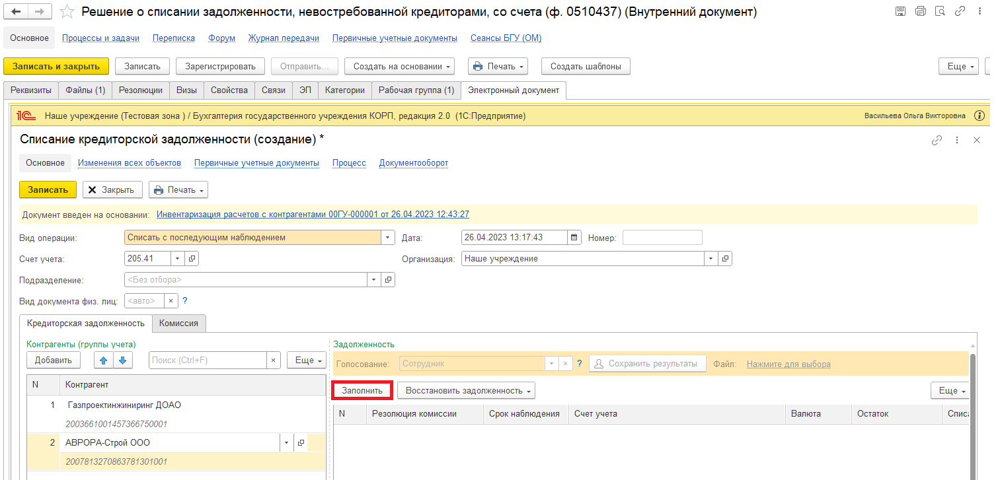 Решение о списании задолженности, невостребованной кредиторами, со счета (ф. 0510437) (Внутренний документ)
Основное Процессы и задачи Переписка Форум Журнал передачи Первичные учетные документы Сеансы БГУ (ОМ)
Записать и закрыть Записать Зарегистрировать Отправить... Создать на основании Печать Создать шаблоны Еще
Реквизиты Файлы (1) Резолюции Визы Свойства Связи ЭП Категории Рабочая группа (1) Электронный документ
1С Наше учреждение (Тестовая зона ) / Бухгалтерия государственного учреждения КОРП, редакция 2.0 (1С:Предприятие) Васильева Ольга Викторовна
Списание кредиторской задолженности (создание) *
Основное Изменения всех объектов Первичные учетные документы Процесс Документооборот
Записать Закрыть Печать
Документ введен на основании: Инвентаризация расчетов с контрагентами 00ГУ-000001 от 26.04.2023 12:43:27
Вид операции: Списать с последующим наблюдением Дата: 26.04.2023 13:17:43 Номер:
Счет учета: 205.41 Организация: Наше учреждение
Подразделение: <Без отбора>
Вид документа физ. лиц: <авто> ?
Кредиторская задолженность Комиссия
Контрагенты (группы учета) Задолженность
Добавить Поиск (Ctrl+F) Еще Голосование: Сотрудник ? Сохранить результаты Файл: Нажмите для выбора
Заполнить Восстановить задолженность Еще
N Контрагент
N Резолюция комиссии Срок наблюдения Счет учета Валюта Остаток Списа
1 Газпроектинжиниринг ДОАО
2003661001457366750001
2 АВРОРА-Строй ООО
2007813270863781301001